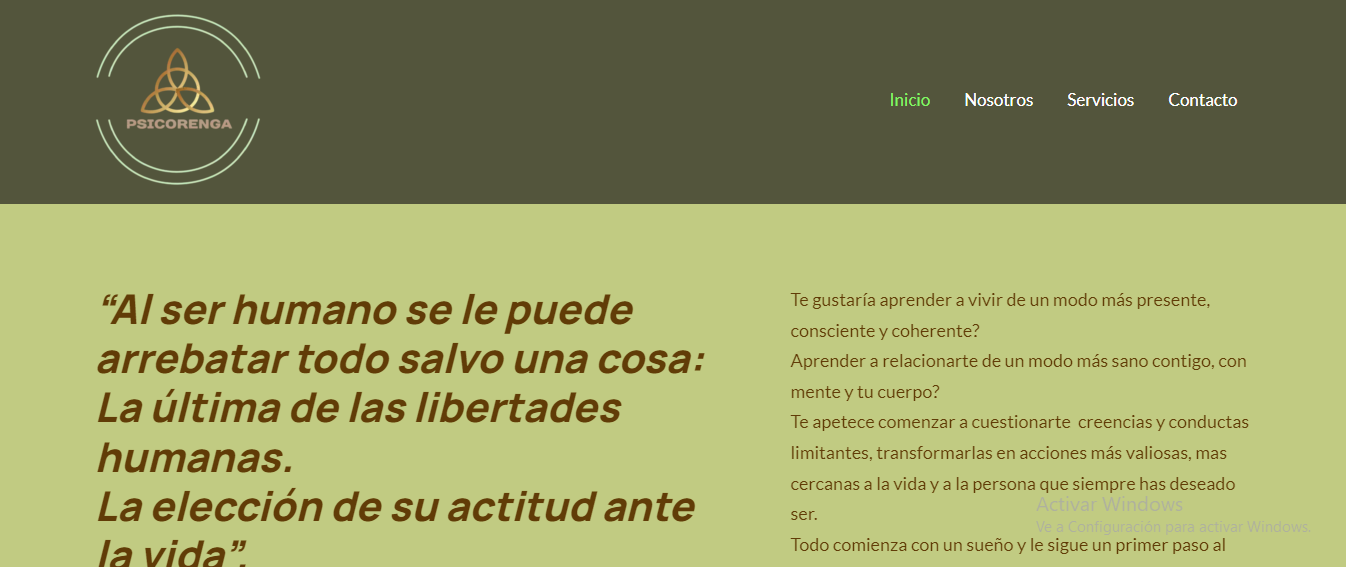 PSICORENGA
Inicio Nosotros Servicios Contacto
“Al ser humano se le puede
arrebatar todo salvo una cosa:
La última de las libertades
humanas.
La elección de su actitud ante
la vida”.
Te gustaría aprender a vivir de un modo más presente,
consciente y coherente?
Aprender a relacionarte de un modo más sano contigo, con
mente y tu cuerpo?
Te apetece comenzar a cuestionarte  creencias y conductas
limitantes, transformarlas en acciones más valiosas, mas
cercanas a la vida y a la persona que siempre has deseado
ser.
Todo comienza con un sueño y le sigue un primer paso al
Activar Windows
Ve a Configuración para activar Windows.